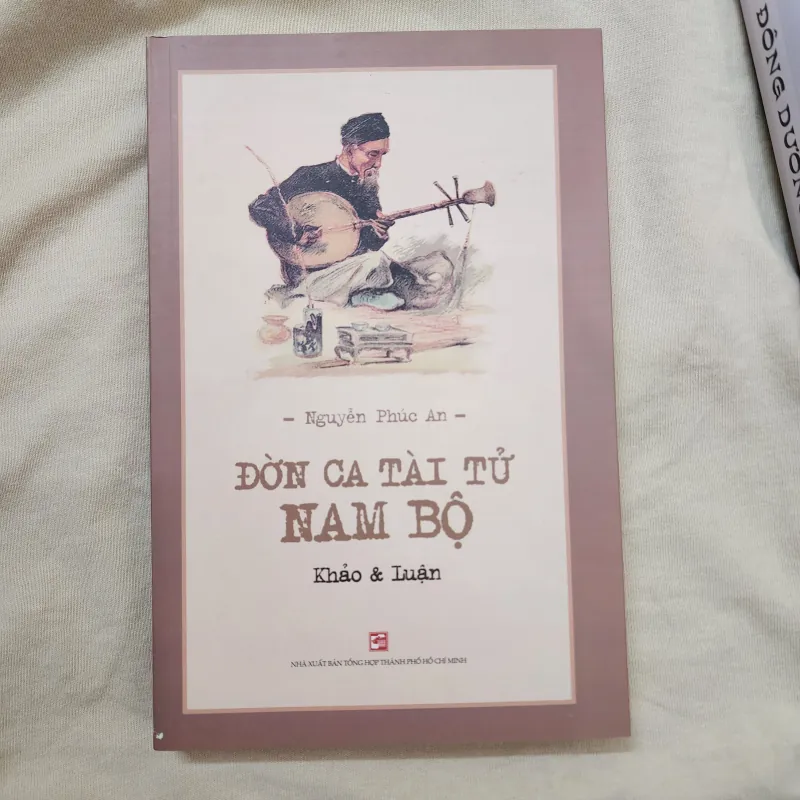 – Nguyễn Phúc An –
ĐỜN CA TÀI TỬ
NAM BỘ
Khảo & Luận
NHÀ XUẤT BẢN TỔNG HỢP THÀNH PHỐ HỒ CHÍ MINH
ĐÔNG DƯƠN